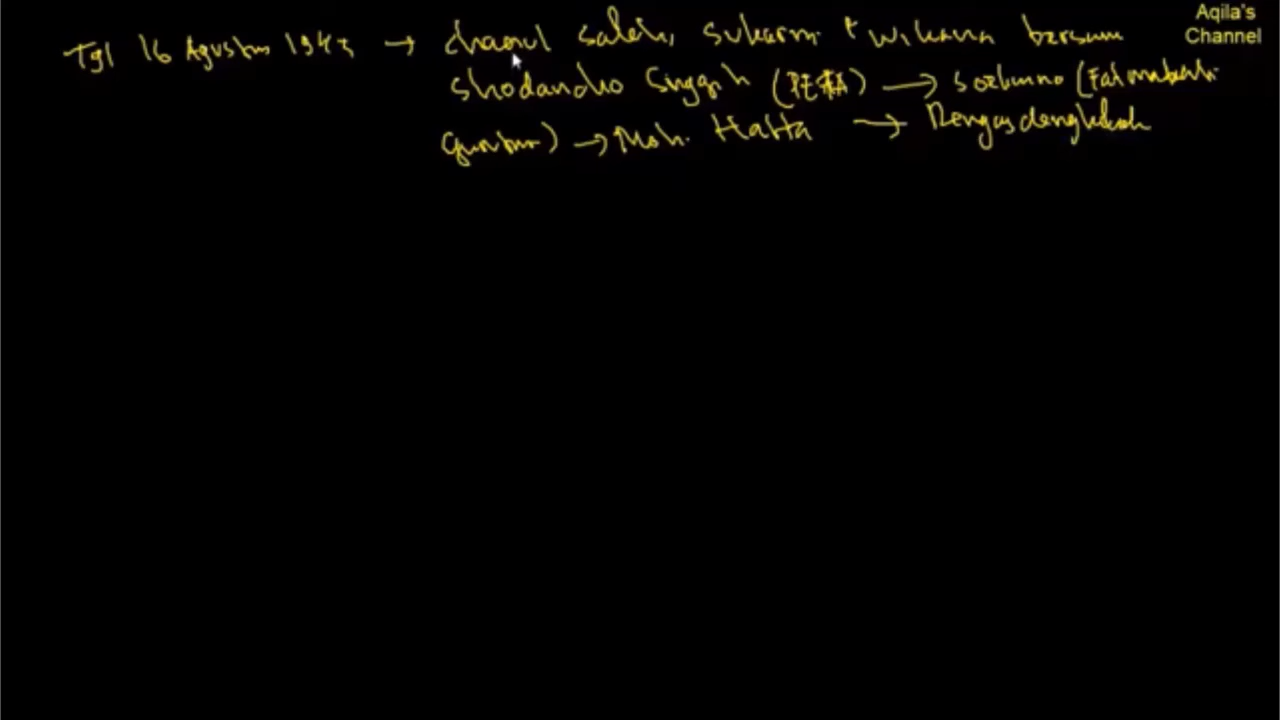 Tgl 16 Agustus 1945 → Chaerul Saleh, Sukarni + Wikana bersama
Shodancho Singgih ( ) → Soekarno (Fatmawati
Guntur) → Moh. Hatta → Rengasdengklok
Aqila's
Channel